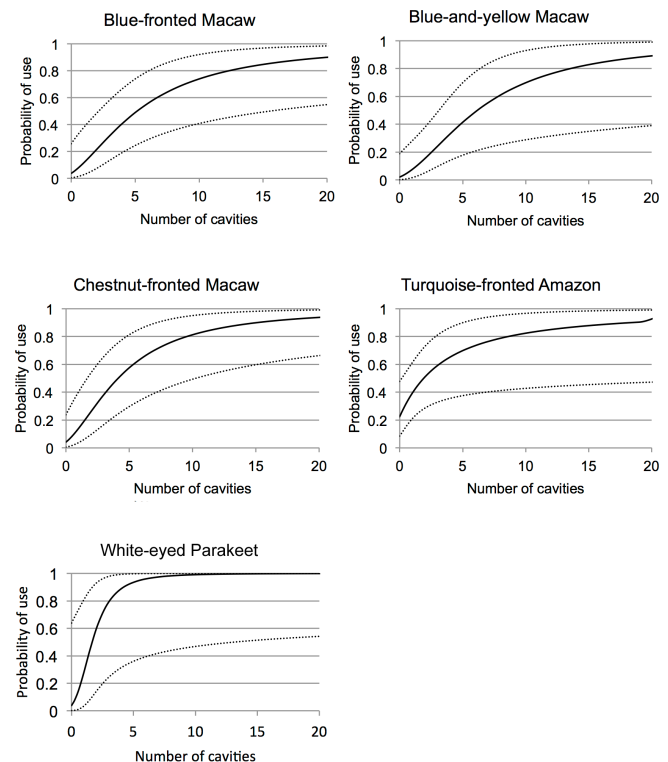 Blue-fronted Macaw
Probability of use
1
0.8
0.6
0.4
0.2
0
0 5 10 15 20
Number of cavities
Blue-and-yellow Macaw
Probability of use
1
0.8
0.6
0.4
0.2
0
0 5 10 15 20
Number of cavities
Chestnut-fronted Macaw
Probability of use
1
0.8
0.6
0.4
0.2
0
0 5 10 15 20
Number of cavities
Turquoise-fronted Amazon
Probability of use
1
0.8
0.6
0.4
0.2
0
0 5 10 15 20
Number of cavities
White-eyed Parakeet
Probability of use
1
0.8
0.6
0.4
0.2
0
0 5 10 15 20
Number of cavities